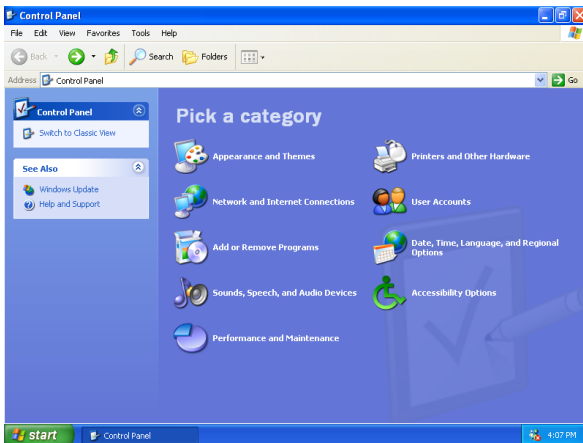 Control Panel
File Edit View Favorites Tools Help
Back Search Folders
Address Control Panel Go
Control Panel
Switch to Classic View
See Also
Windows Update
Help and Support
Pick a category
Appearance and Themes
Printers and Other Hardware
Network and Internet Connections
User Accounts
Add or Remove Programs
Date, Time, Language, and Regional
Options
Sounds, Speech, and Audio Devices
Accessibility Options
Performance and Maintenance
start Control Panel 4:07 PM